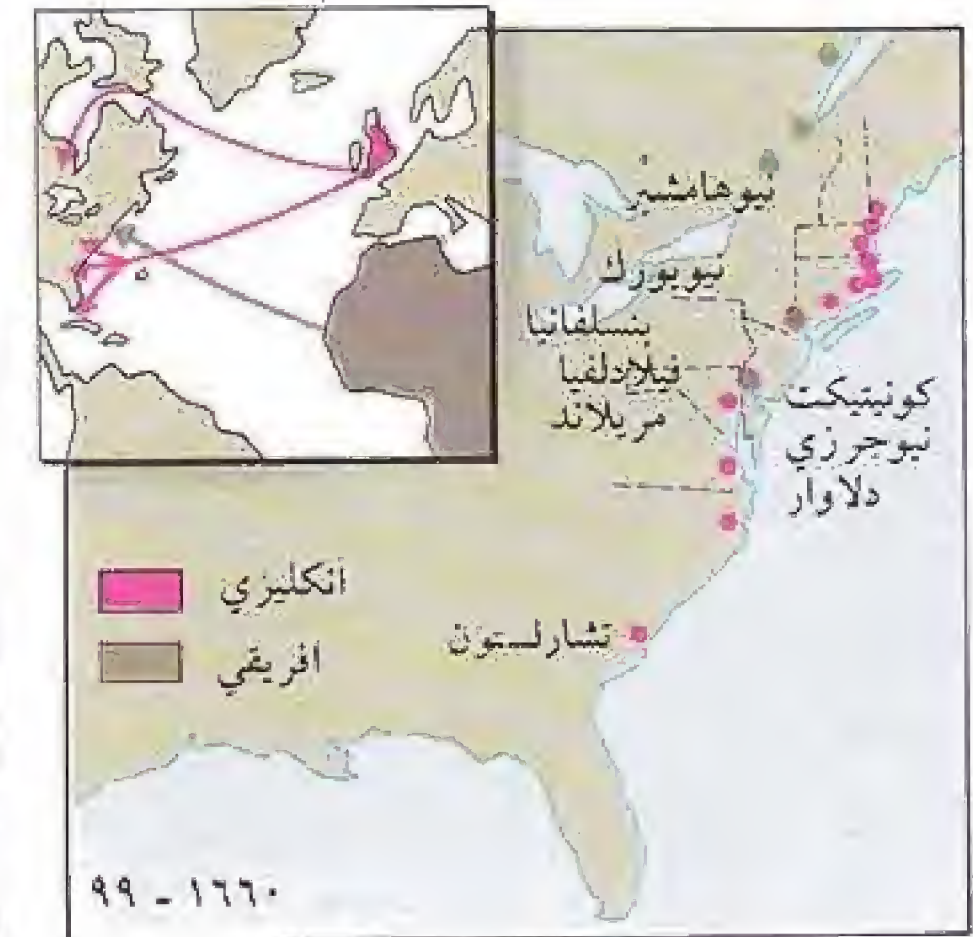 نيوهامشير
نيويورك
بنسلفانيا
فيلادلفيا
مريلاند
كونيتيكت
نيوجرزي
دلاوار
انكليزي
افريقي
تشارلستون
١٦٦٠ - ٩٩